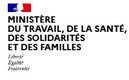 MINISTÈRE
DU TRAVAIL, DE LA SANTÉ,
DES SOLIDARITÉS
ET DES FAMILLES
Liberté
Égalité
Fraternité